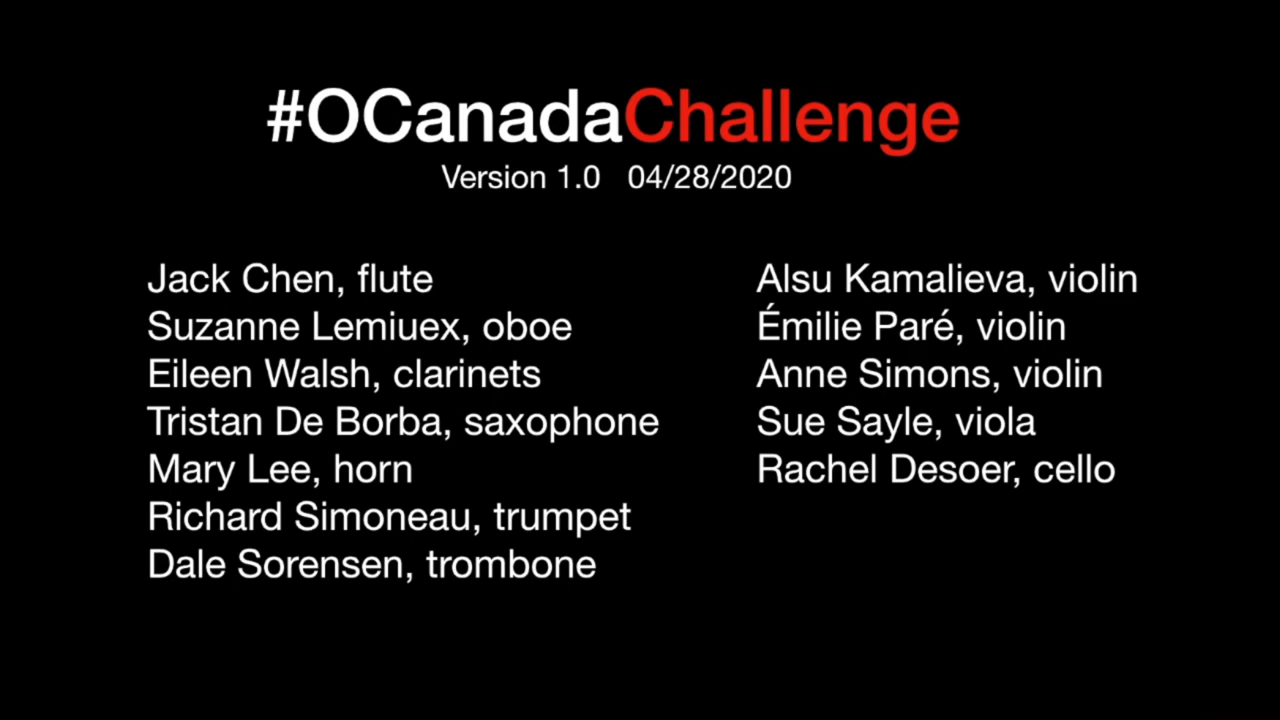 #OCanadaChallenge
Version 1.0 04/28/2020
Jack Chen, flute
Suzanne Lemiuex, oboe
Eileen Walsh, clarinets
Tristan De Borba, saxophone
Mary Lee, horn
Richard Simoneau, trumpet
Dale Sorensen, trombone
Alsu Kamalieva, violin
Émilie Paré, violin
Anne Simons, violin
Sue Sayle, viola
Rachel Desoer, cello